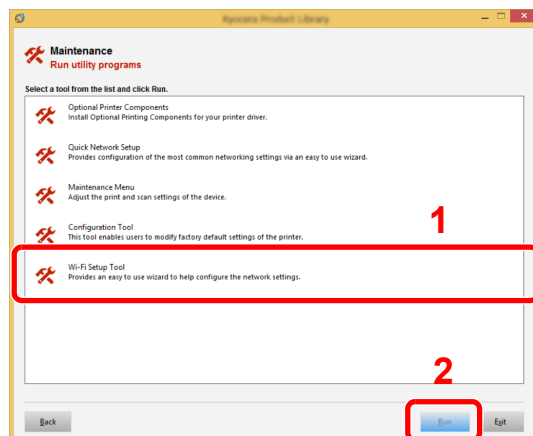 Kyocera Product Library
Maintenance
Run utility programs
Select a tool from the list and click Run.
Optional Printer Components
Install Optional Printing Components for your printer driver.
Quick Network Setup
Provides configuration of the most common networking settings via an easy to use wizard.
Maintenance Menu
Adjust the print and scan settings of the device.
Configuration Tool
This tool enables users to modify factory default settings of the printer.
1
Wi-Fi Setup Tool
Provides an easy to use wizard to help configure the network settings.
2
Back
Run
Exit